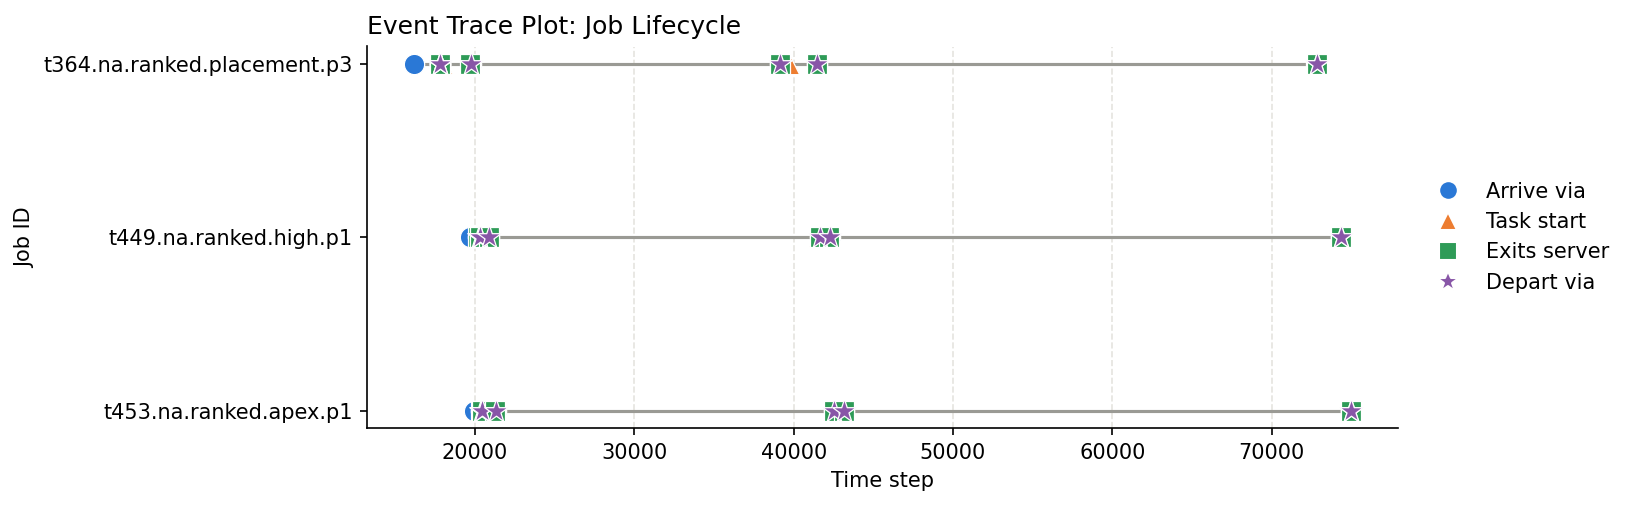 Event Trace Plot: Job Lifecycle
t364.na.ranked.placement.p3
t449.na.ranked.high.p1
t453.na.ranked.apex.p1
Job ID
20000 30000 40000 50000 60000 70000
Time step
Arrive via
Task start
Exits server
Depart via